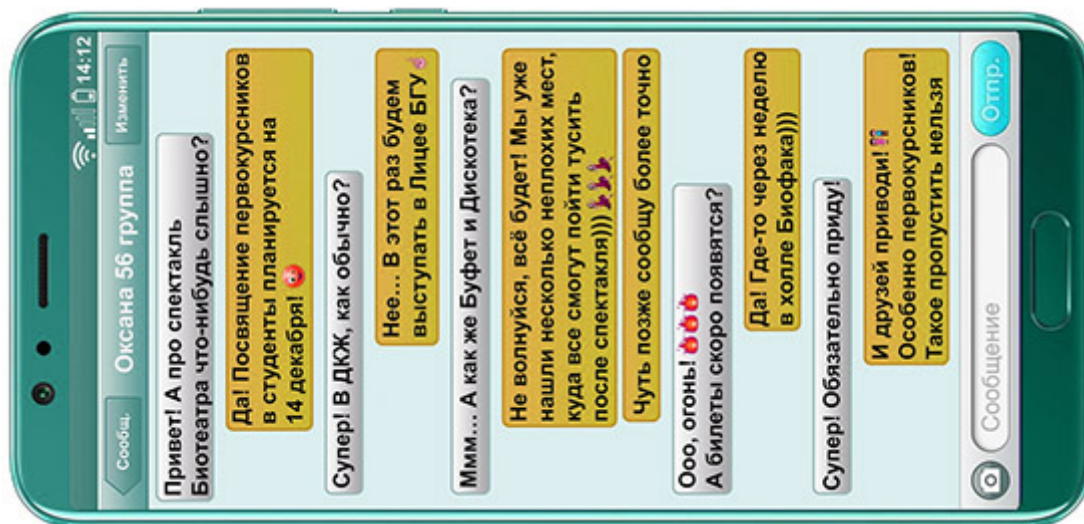 14:12
Сообщ.
Оксана 56 группа
Изменить
Привет! А про спектакль
Биотеатра что-нибудь слышно?
Да! Посвящение первокурсников
в студенты планируется на
14 декабря!
Супер! В ДКЖ, как обычно?
Нее... В этот раз будем
выступать в Лицее БГУ
Ммм... А как же Буфет и Дискотека?
Не волнуйся, всё будет! Мы уже
нашли несколько неплохих мест,
куда все смогут пойти тусить
после спектакля)))
Чуть позже сообщу более точно
Ооо, огонь!
А билеты скоро появятся?
Да! Где-то через неделю
в холле Биофака)))
Супер! Обязательно приду!
И друзей приводи!
Особенно первокурсников!
Такое пропустить нельзя
Сообщение
Отпр.